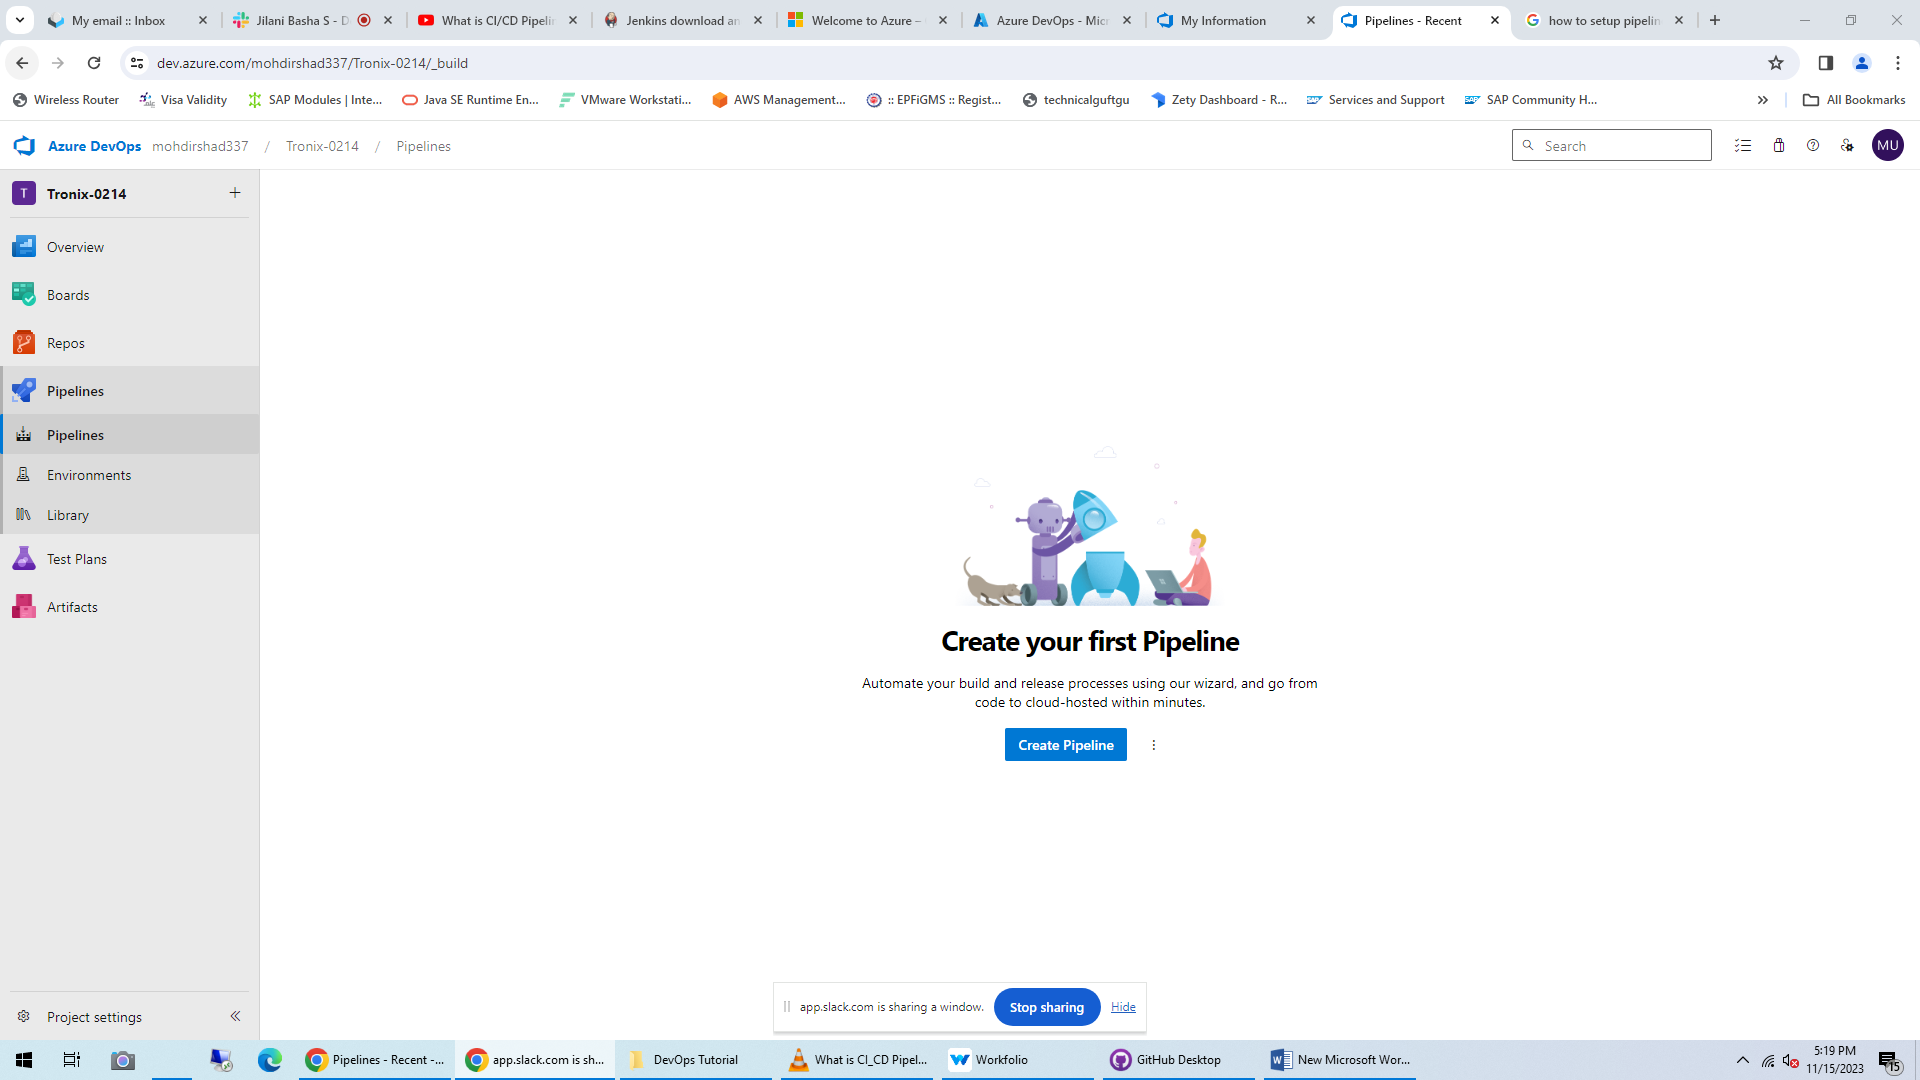 My email :: Inbox
Jilani Basha S - D
What is CI/CD Pipelin
Jenkins download an
Welcome to Azure –
Azure DevOps - Micr
My Information
Pipelines - Recent
how to setup pipelin
dev.azure.com/mohdirshad337/Tronix-0214/_build
Wireless Router
Visa Validity
SAP Modules | Inte...
Java SE Runtime En...
VMware Workstati...
AWS Management...
:: EPFiGMS :: Regist...
technicalguftgu
Zety Dashboard - R...
Services and Support
SAP Community H...
All Bookmarks
Azure DevOps mohdirshad337 / Tronix-0214 / Pipelines
Search
MU
T Tronix-0214
Overview
Boards
Repos
Pipelines
Pipelines
Environments
Library
Test Plans
Artifacts
Create your first Pipeline
Automate your build and release processes using our wizard, and go from
code to cloud-hosted within minutes.
Create Pipeline
Project settings
app.slack.com is sharing a window.
Stop sharing
Hide
Pipelines - Recent -...
app.slack.com is sh...
DevOps Tutorial
What is CI_CD Pipel...
Workfolio
GitHub Desktop
New Microsoft Wor...
5:19 PM
11/15/2023
15